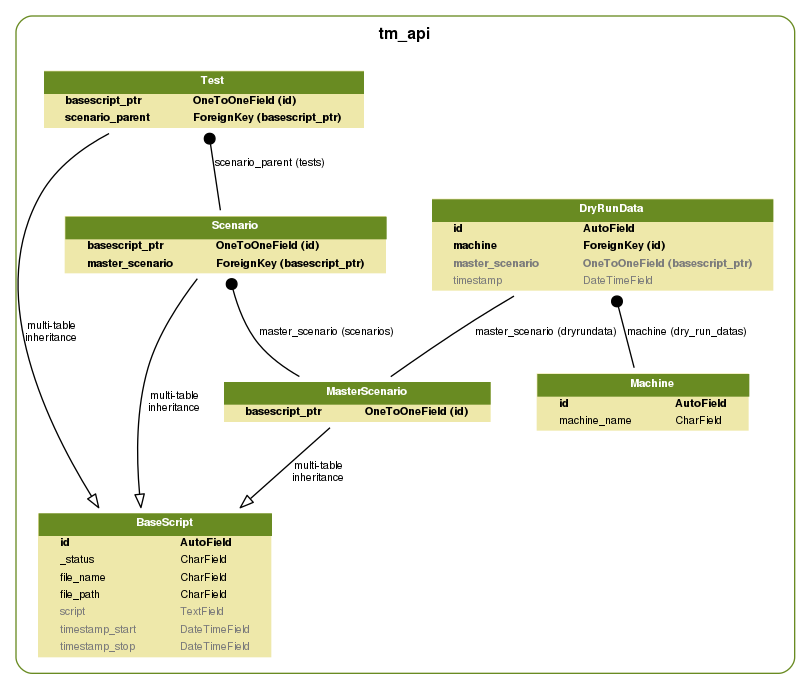 tm_api
Test
basescript_ptr OneToOneField (id)
scenario_parent ForeignKey (basescript_ptr)
scenario_parent (tests)
Scenario
basescript_ptr OneToOneField (id)
master_scenario ForeignKey (basescript_ptr)
DryRunData
id AutoField
machine ForeignKey (id)
master_scenario OneToOneField (basescript_ptr)
timestamp DateTimeField
multi-table
inheritance
master_scenario (scenarios)
master_scenario (dryrundata)
machine (dry_run_datas)
MasterScenario
basescript_ptr OneToOneField (id)
Machine
id AutoField
machine_name CharField
multi-table
inheritance
multi-table
inheritance
BaseScript
id AutoField
_status CharField
file_name CharField
file_path CharField
script TextField
timestamp_start DateTimeField
timestamp_stop DateTimeField